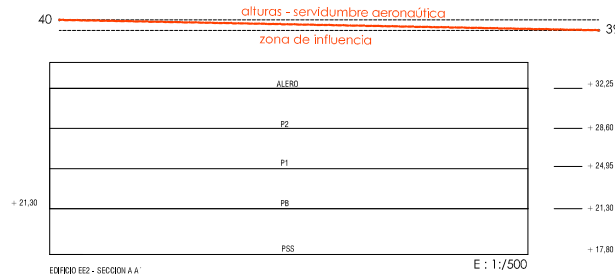 alturas - servidumbre aeronaútica
40
39
zona de influencia
ALERO
+ 32,25
P2
+ 28,60
P1
+ 24,95
+ 21,30
PB
+ 21,30
PSS
+ 17,80
EDIFICIO EE2 - SECCION A A'
E : 1:/500